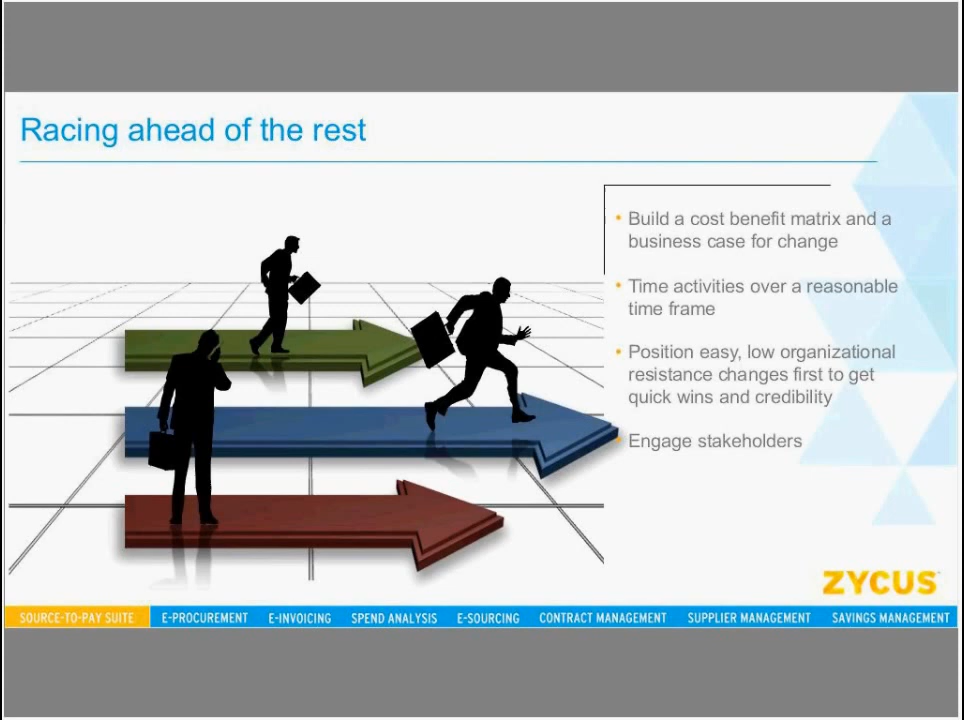 Racing ahead of the rest
• Build a cost benefit matrix and a
business case for change
• Time activities over a reasonable
time frame
• Position easy, low organizational
resistance changes first to get
quick wins and credibility
• Engage stakeholders
ZYCUS
SOURCE-TO-PAY SUITE E-PROCUREMENT E-INVOICING SPEND ANALYSIS E-SOURCING CONTRACT MANAGEMENT SUPPLIER MANAGEMENT SAVINGS MANAGEMENT